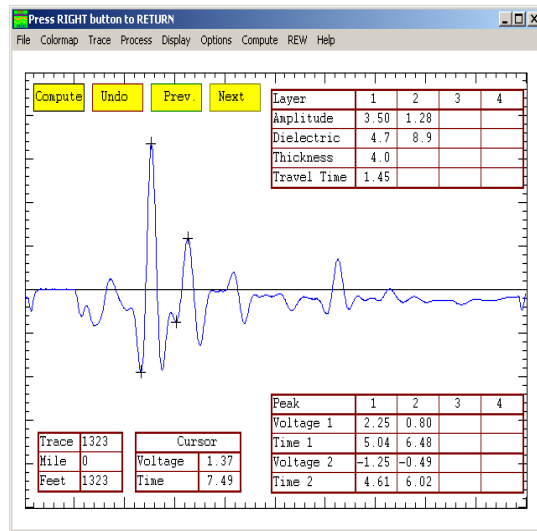 Press RIGHT button to RETURN
File Colormap Trace Process Display Options Compute REW Help
Compute Undo Prev. Next
Layer 1 2 3 4
Amplitude 3.50 1.28
Dielectric 4.7 8.9
Thickness 4.0
Travel Time 1.45
Peak 1 2 3 4
Voltage 1 2.25 0.80
Time 1 5.04 6.48
Voltage 2 -1.25 -0.49
Time 2 4.61 6.02
Trace 1323
Mile 0
Feet 1323
Cursor
Voltage 1.37
Time 7.49